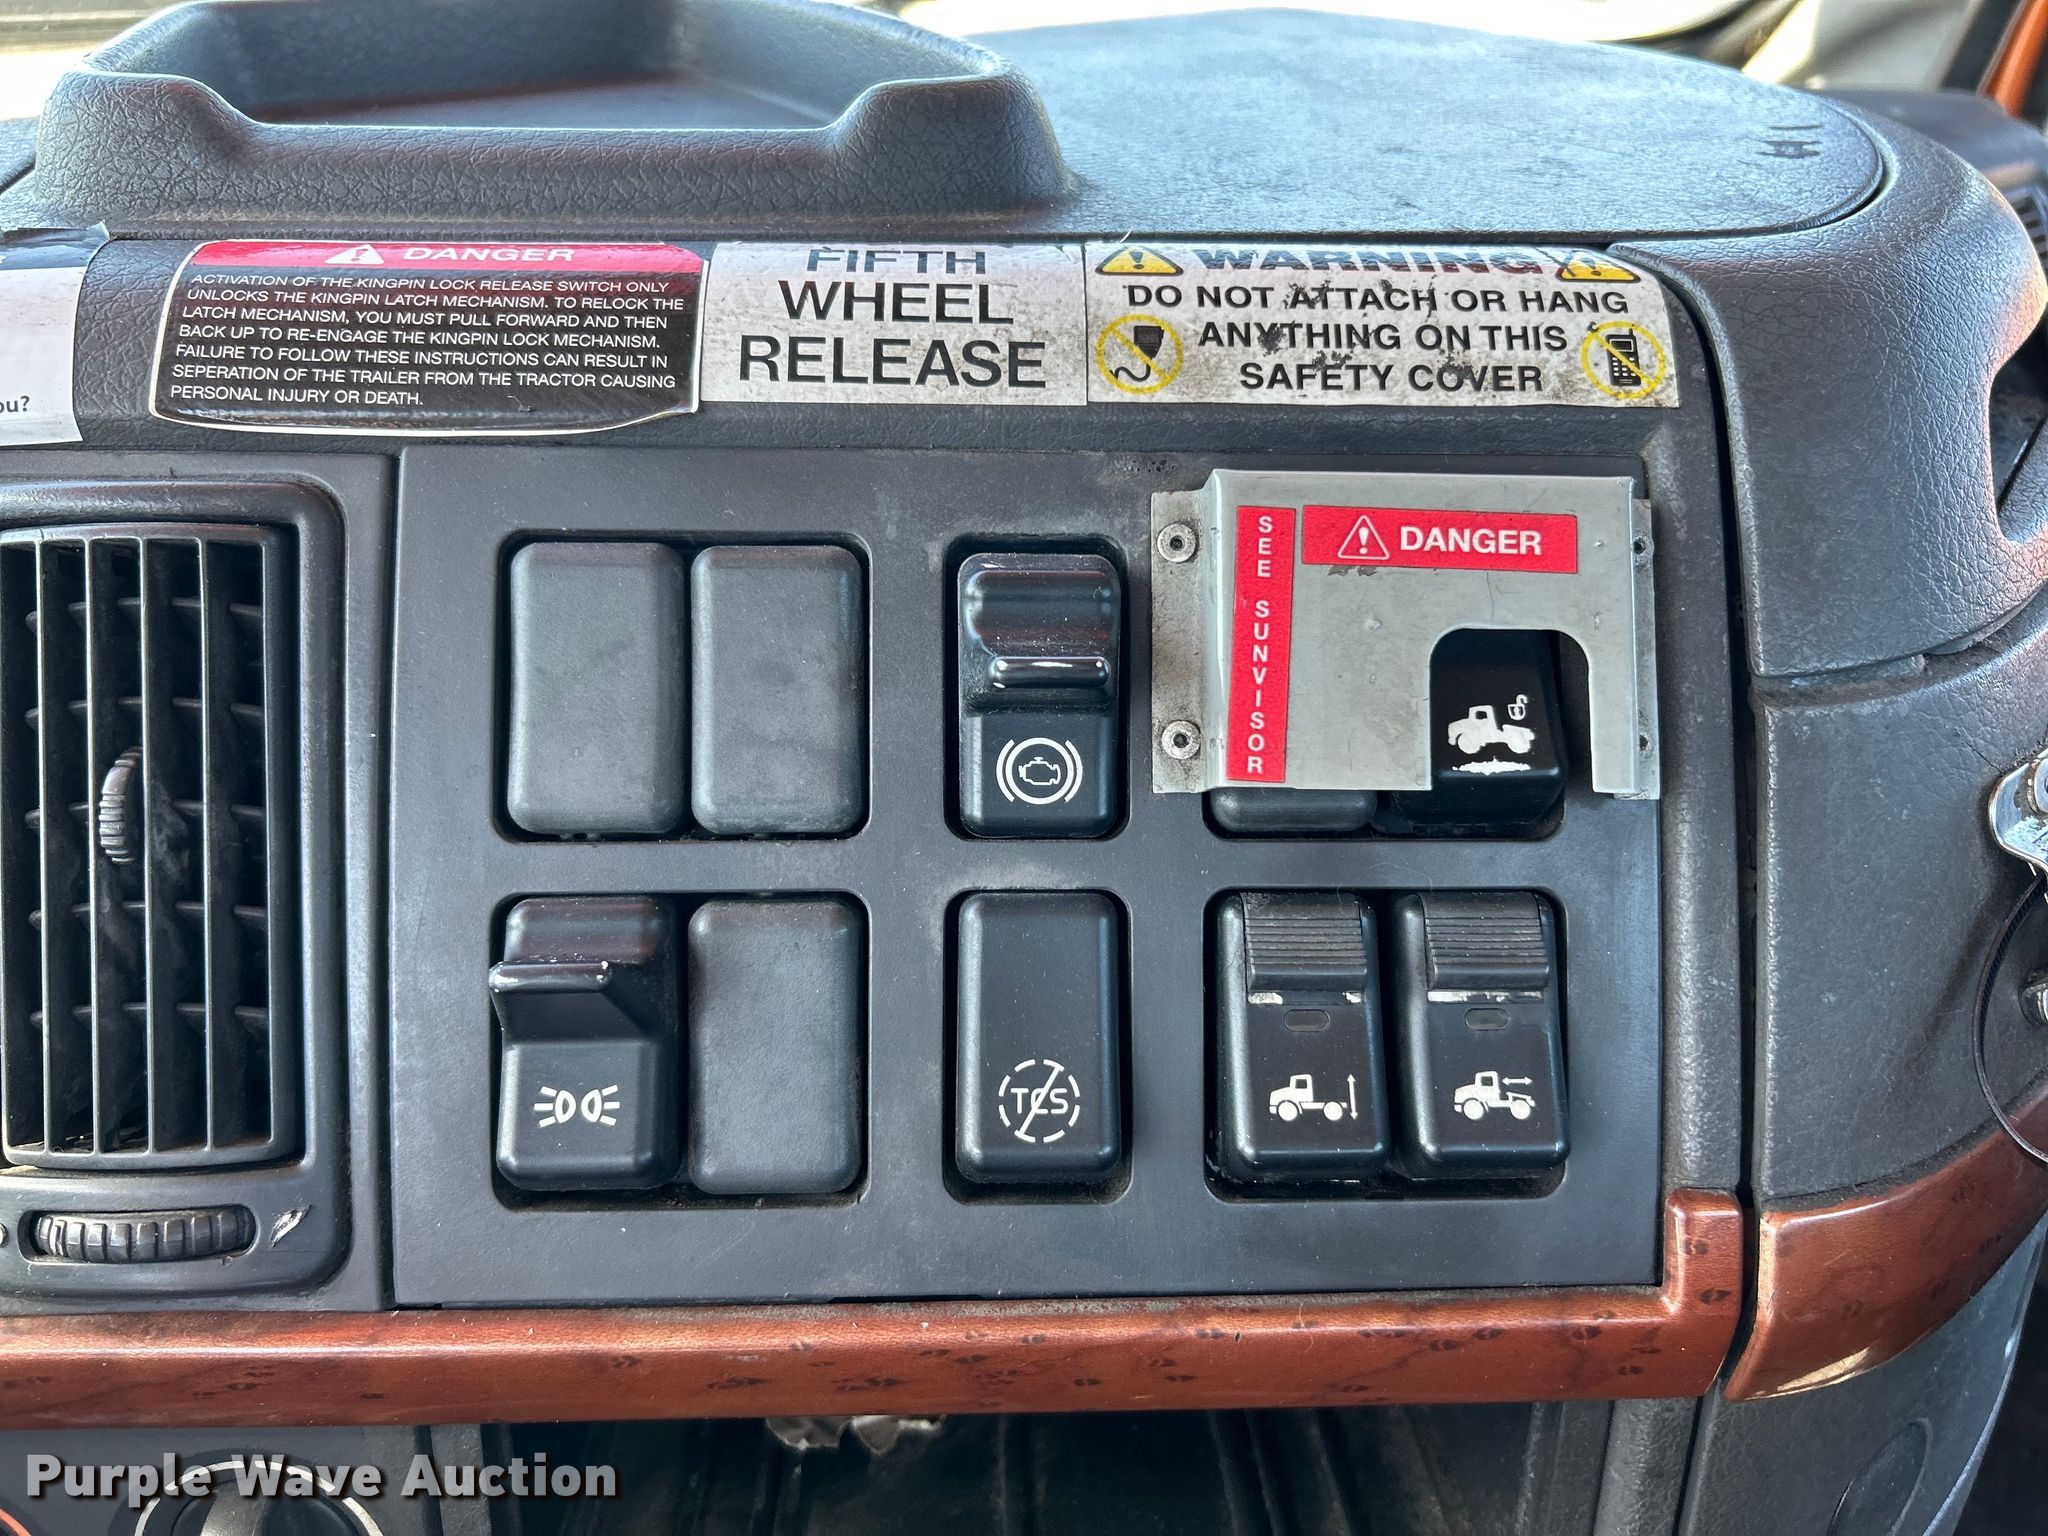 DANGER
ACTIVATION OF THE KINGPIN LOCK RELEASE SWITCH ONLY
UNLOCKS THE KINGPIN LATCH MECHANISM. TO RELOCK THE
LATCH MECHANISM, YOU MUST PULL FORWARD AND THEN
BACK UP TO RE-ENGAGE THE KINGPIN LOCK MECHANISM.
FAILURE TO FOLLOW THESE INSTRUCTIONS CAN RESULT IN
SEPERATION OF THE TRAILER FROM THE TRACTOR CAUSING
PERSONAL INJURY OR DEATH.
FIFTH
WHEEL
RELEASE
WARNING
DO NOT ATTACH OR HANG
ANYTHING ON THIS
SAFETY COVER
SEE SUNVISOR
DANGER
TCS
Purple Wave Auction